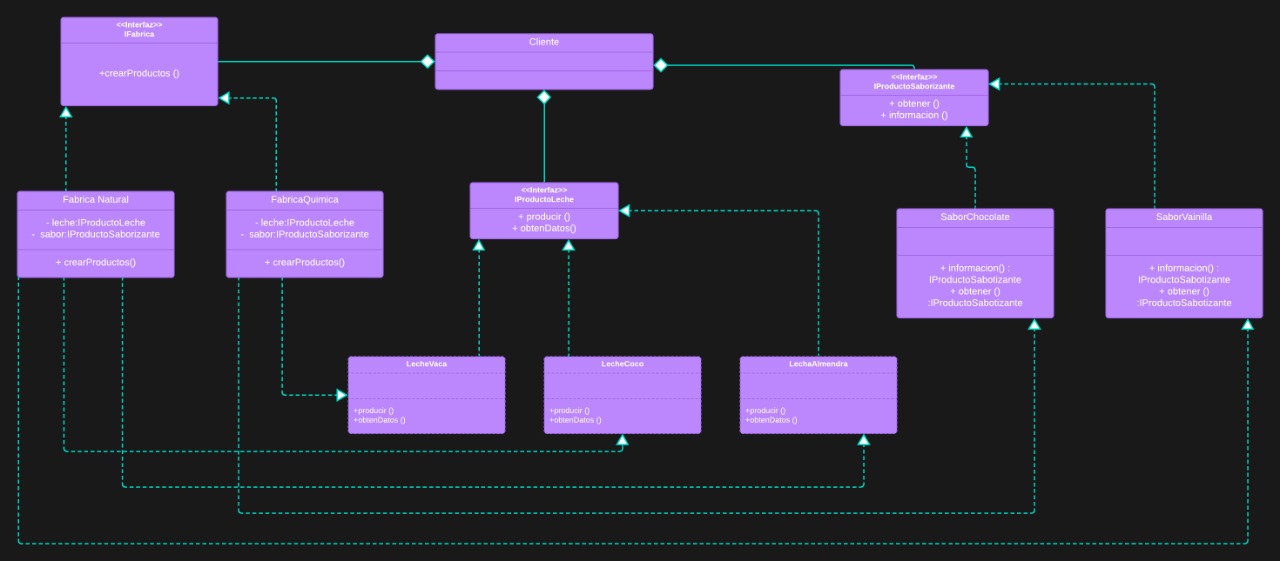 <<Interfaz>>
IFabrica
+crearProductos ()
Cliente
<<Interfaz>>
IProductoSaborizante
+ obtener ()
+ informacion ()
Fabrica Natural
- leche:IProductoLeche
- sabor:IProductoSaborizante
+ crearProductos()
FabricaQuimica
- leche:IProductoLeche
- sabor:IProductoSaborizante
+ crearProductos()
<<Interfaz>>
IProductoLeche
+ producir ()
+ obtenDatos()
SaborChocolate
+ informacion() :
IProductoSabotizante
+ obtener ()
:IProductoSabotizante
SaborVainilla
+ informacion() :
IProductoSabotizante
+ obtener ()
:IProductoSabotizante
LecheVaca
+producir ()
+obtenDatos ()
LecheCoco
+producir ()
+obtenDatos ()
LechaAlmendra
+producir ()
+obtenDatos ()